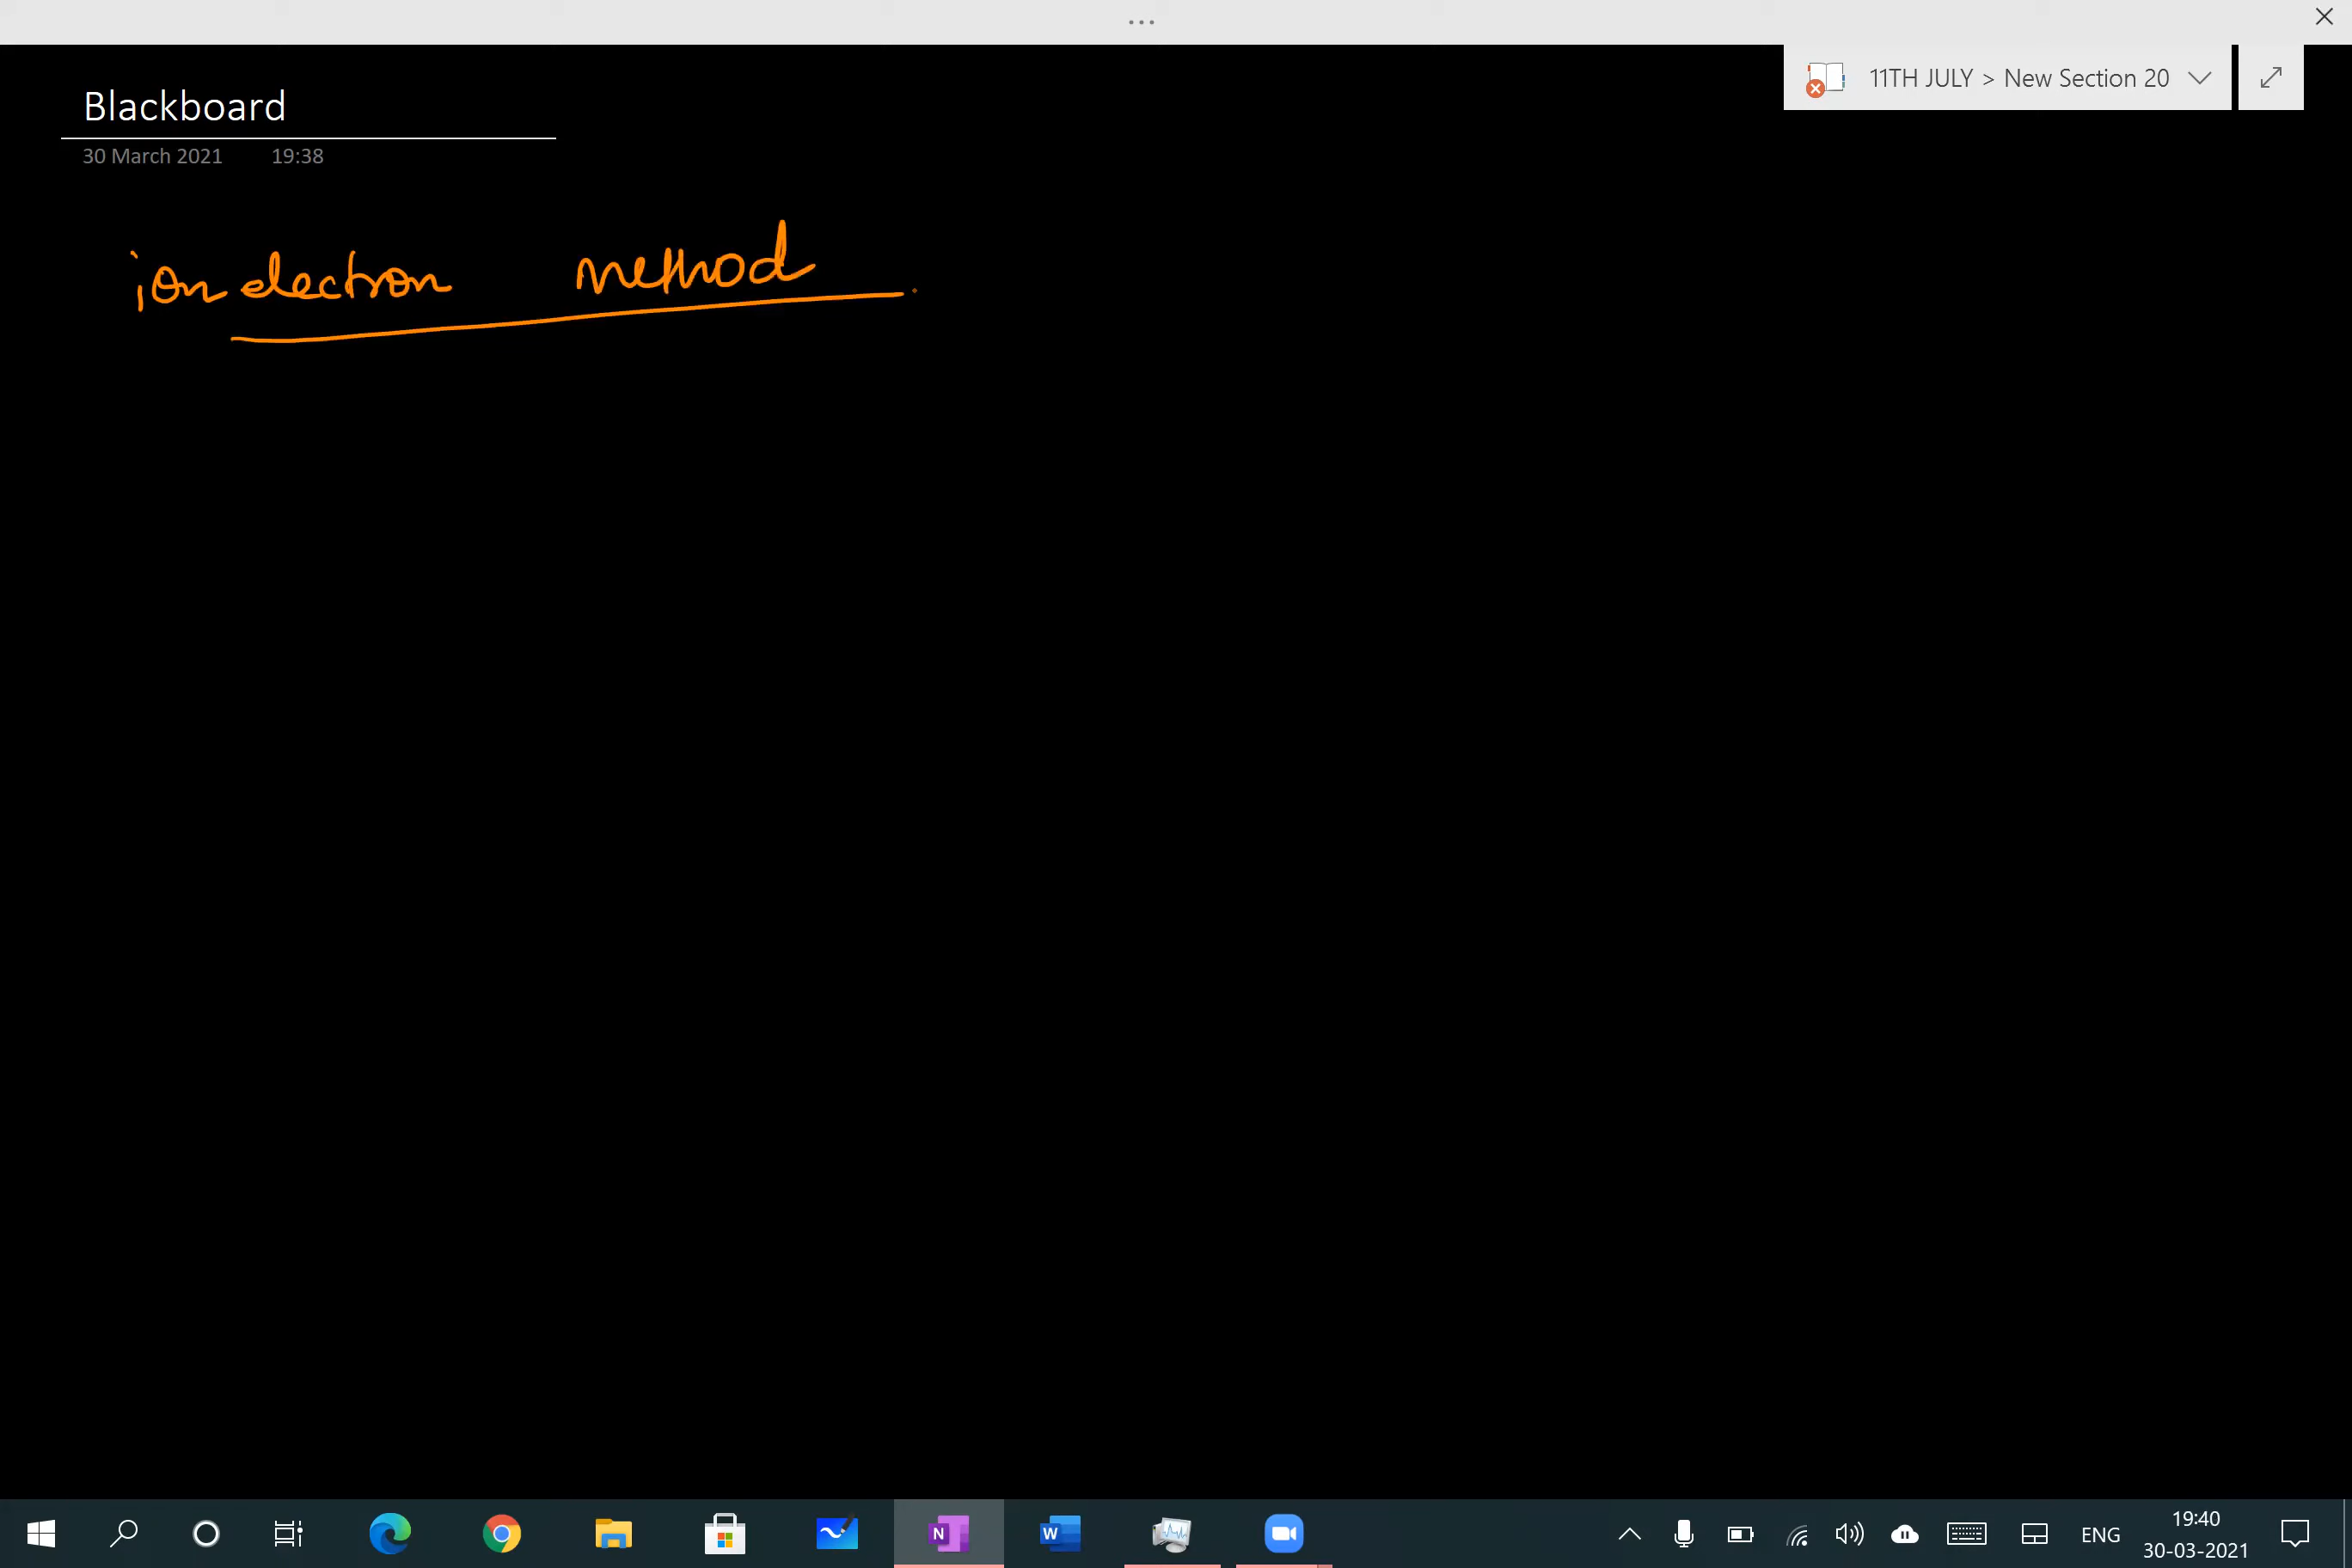 11TH JULY > New Section 20
Blackboard
30 March 2021 19:38
ion electron method
ENG
19:40
30-03-2021